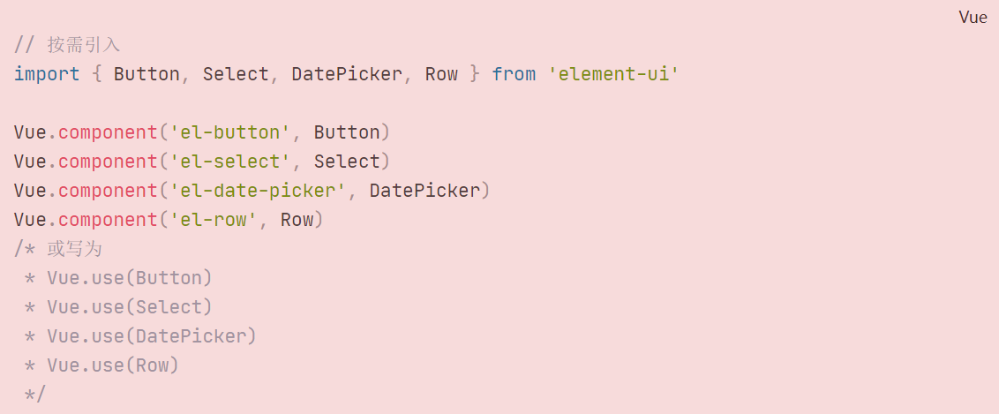 Vue
// 按需引入
import { Button, Select, DatePicker, Row } from 'element-ui'
Vue.component('el-button', Button)
Vue.component('el-select', Select)
Vue.component('el-date-picker', DatePicker)
Vue.component('el-row', Row)
/* 或写为
 * Vue.use(Button)
 * Vue.use(Select)
 * Vue.use(DatePicker)
 * Vue.use(Row)
 */